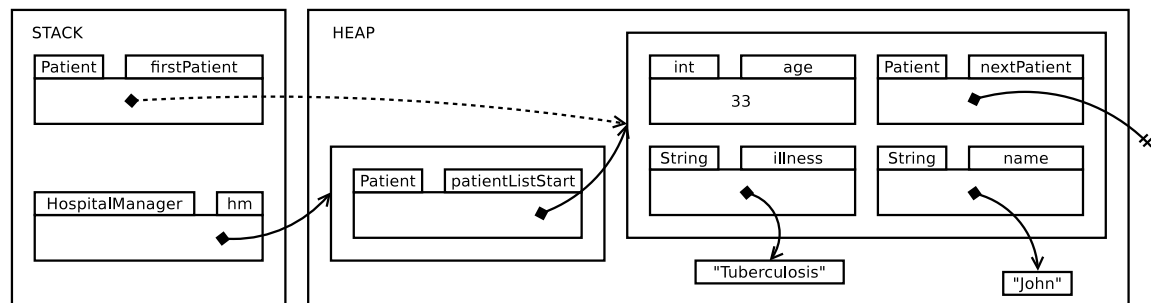 STACK
Patient firstPatient
HospitalManager hm
HEAP
Patient patientListStart
int age
33
Patient nextPatient
String illness
String name
"Tuberculosis"
"John"